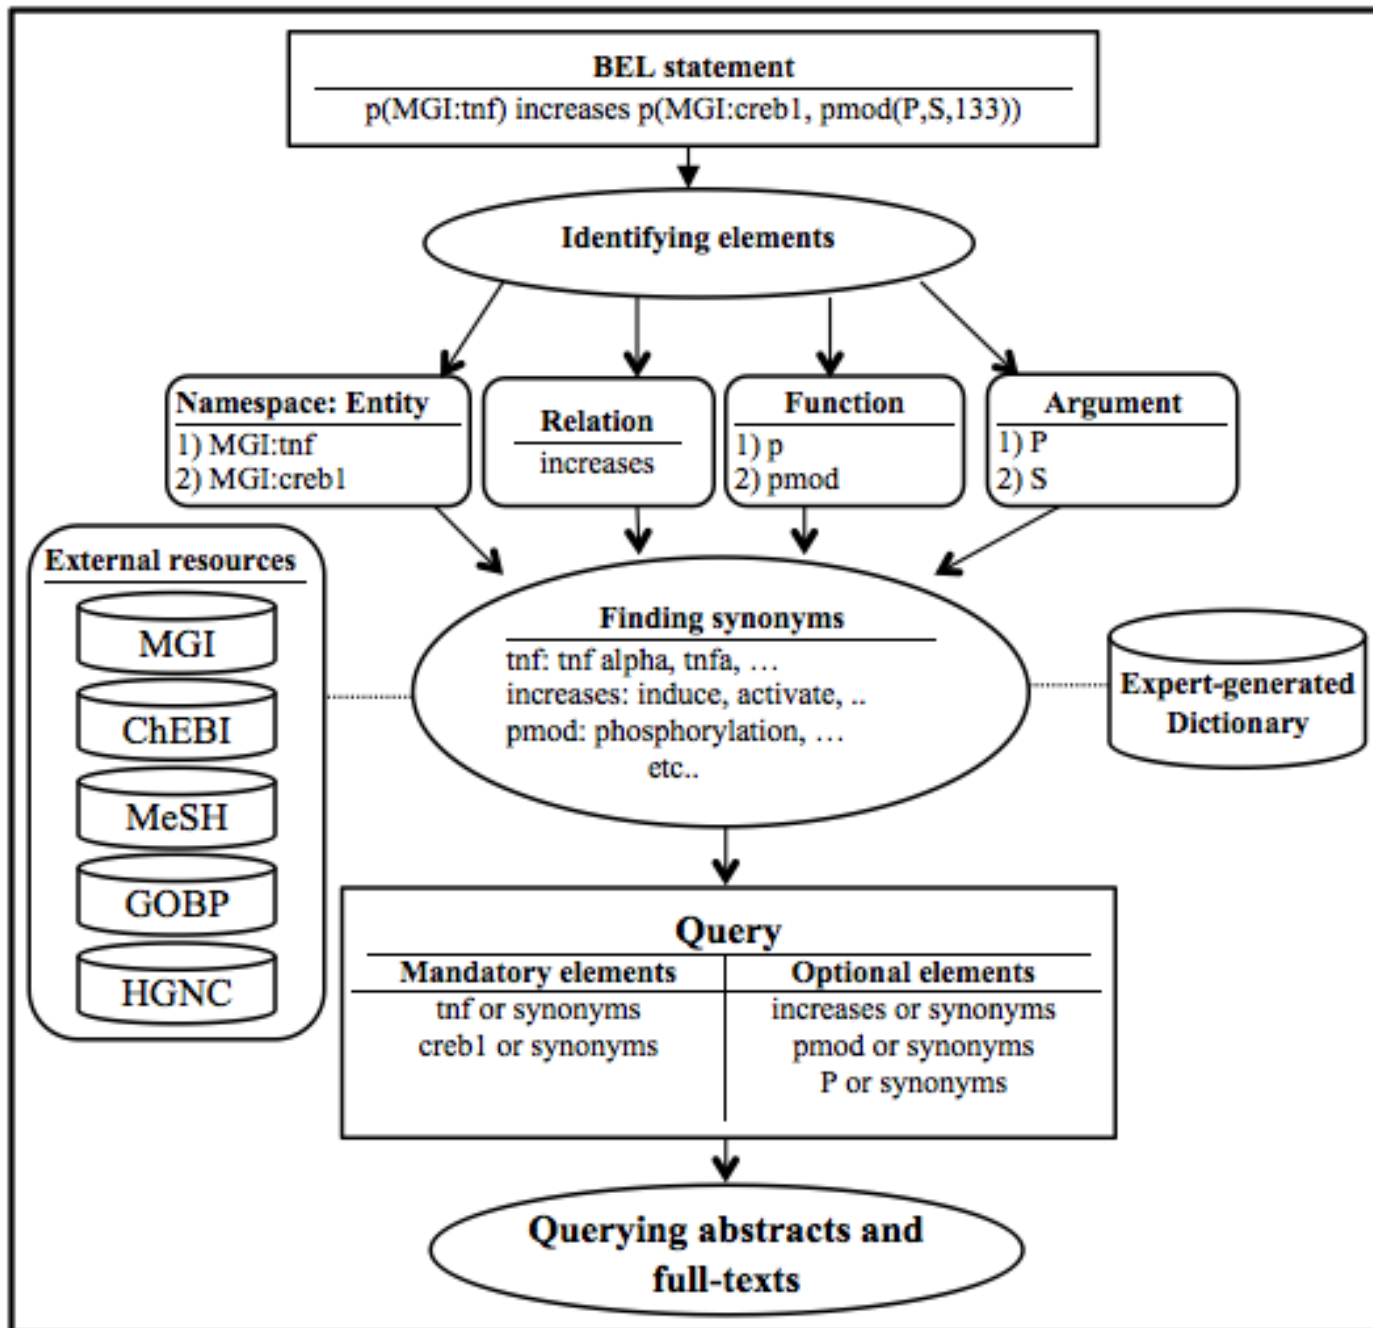 BEL statement
p(MGI:tnf) increases p(MGI:creb1, pmod(P,S,133))
Identifying elements
Namespace: Entity
1) MGI:tnf
2) MGI:creb1
Relation
increases
Function
1) p
2) pmod
Argument
1) P
2) S
External resources
MGI
ChEBI
MeSH
GOBP
HGNC
Finding synonyms
tnf: tnf alpha, tnfa, …
increases: induce, activate, ..
pmod: phosphorylation, …
etc..
Expert-generated
Dictionary
Query
Mandatory elements
tnf or synonyms
creb1 or synonyms
Optional elements
increases or synonyms
pmod or synonyms
P or synonyms
Querying abstracts and
full-texts